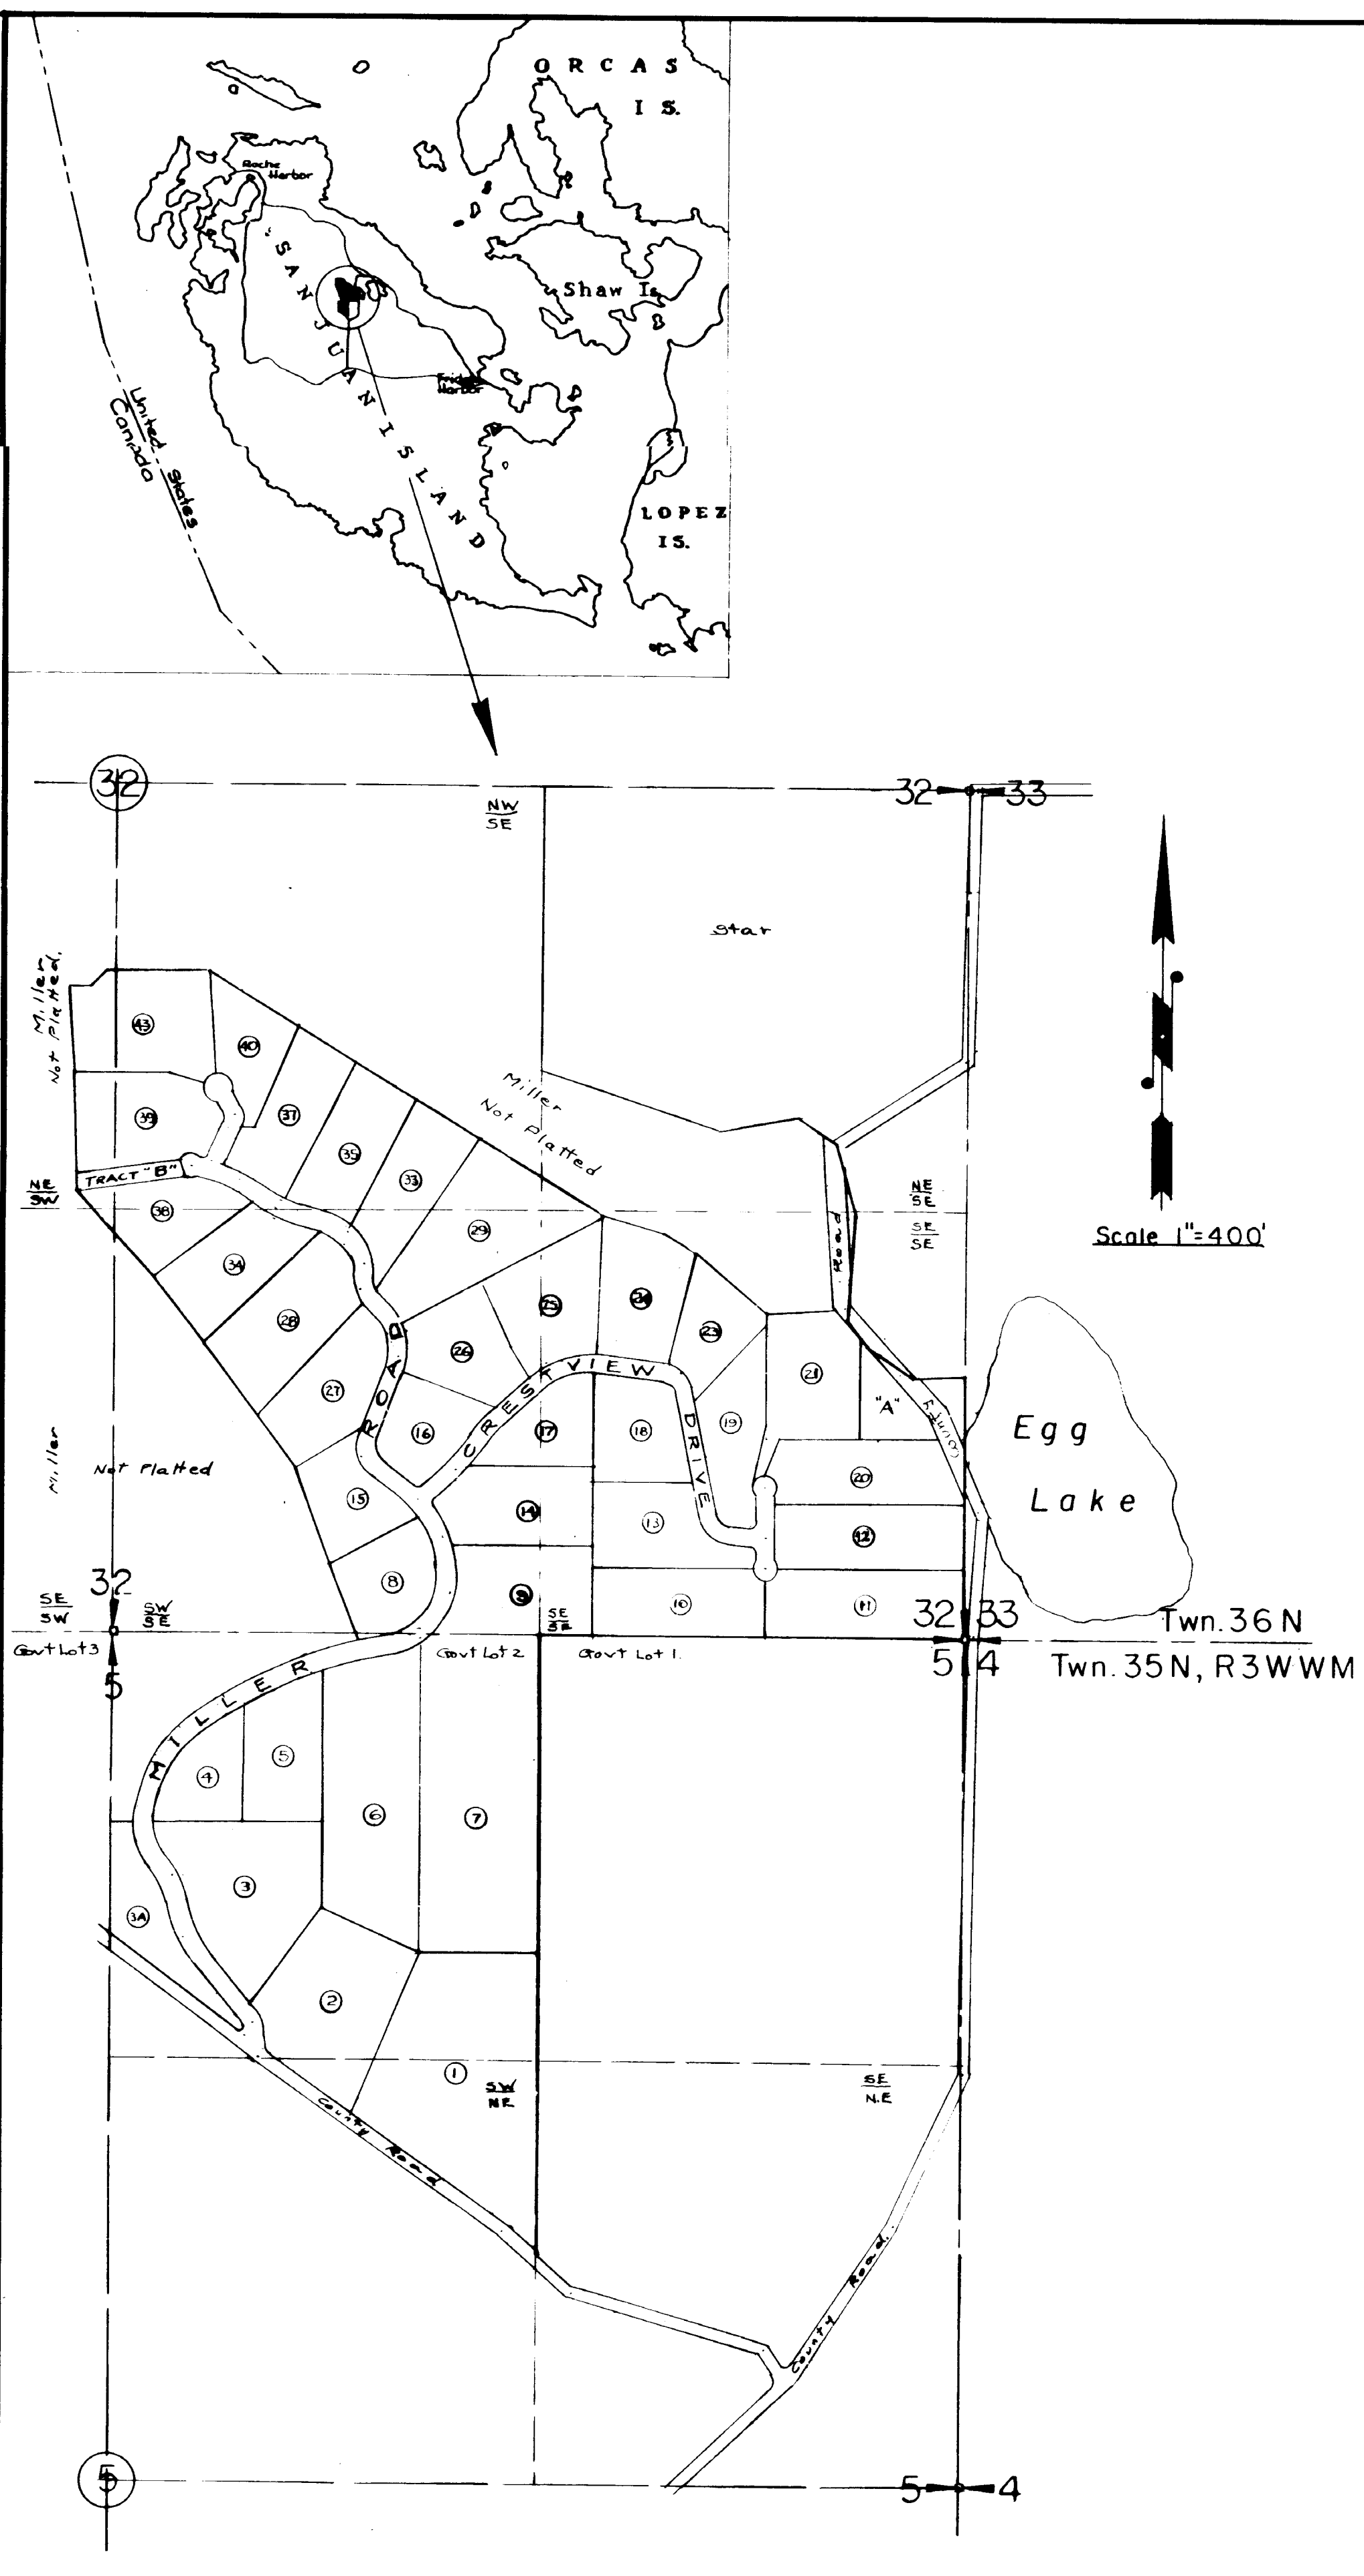 ORCAS
IS.
Roche
Harbor
SAN JUAN ISLAND
Shaw Is.
Friday
Harbor
United States
Canada
LOPEZ
IS.
32
NW
SE
32 33
Star
Miller
Not Platted.
43
40
39
37
35
33
Miller
Not Platted
TRACT "B"
NE
SW
38
29
NE
SE
SE
SE
Road
Scale 1"=400'
34
28
25
24
23
26
27
21
"A"
County
16
17
18
19
20
CRESTVIEW DRIVE
Egg
Lake
Miller
Not Platted
15
14
13
12
8
9
10
11
32
SE
SW
SW
SE
SE
SE
32 33
Twn. 36 N
Govt Lot 3
Govt Lot 2
Govt Lot 1.
5
5 4
Twn. 35 N, R 3 W WM
MILLER ROAD
4
5
6
7
3
3A
2
1
SW
NE
SE
N.E
County Road
County Road.
5
5 4